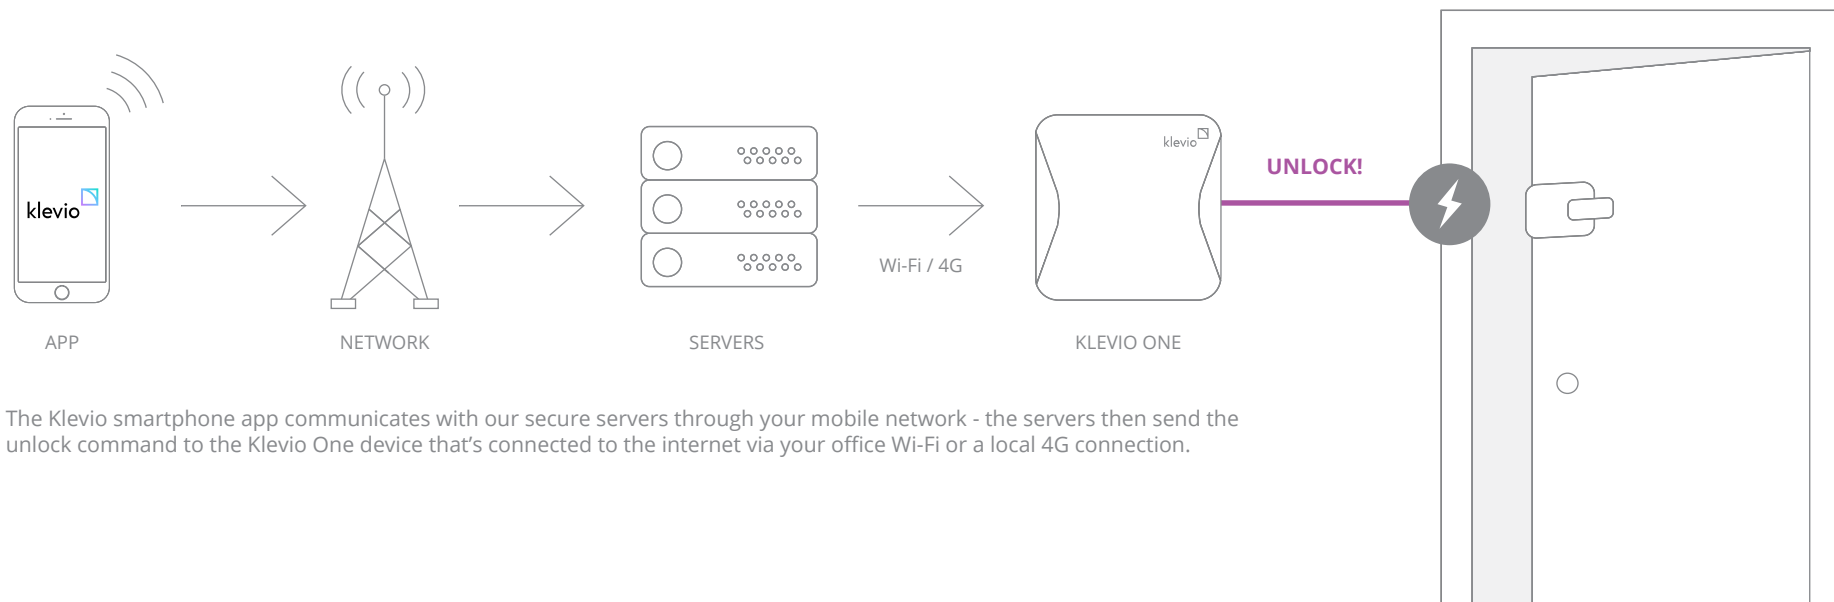 klevio
klevio
UNLOCK!
Wi-Fi / 4G
APP
NETWORK
SERVERS
KLEVIO ONE
The Klevio smartphone app communicates with our secure servers through your mobile network - the servers then send the
unlock command to the Klevio One device that’s connected to the internet via your office Wi-Fi or a local 4G connection.